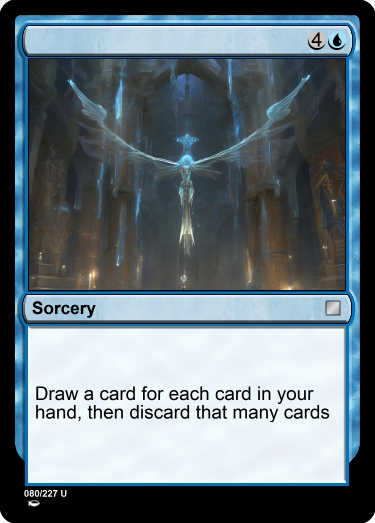 4
Sorcery
Draw a card for each card in your
hand, then discard that many cards
080/227 U